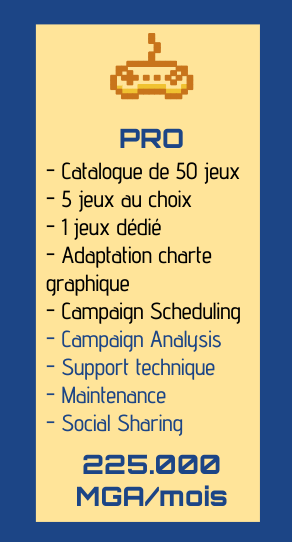 PRO
- Catalogue de 50 jeux
- 5 jeux au choix
- 1 jeux dédié
- Adaptation charte
graphique
- Campaign Scheduling
- Campaign Analysis
- Support technique
- Maintenance
- Social Sharing
225.000
MGA/mois